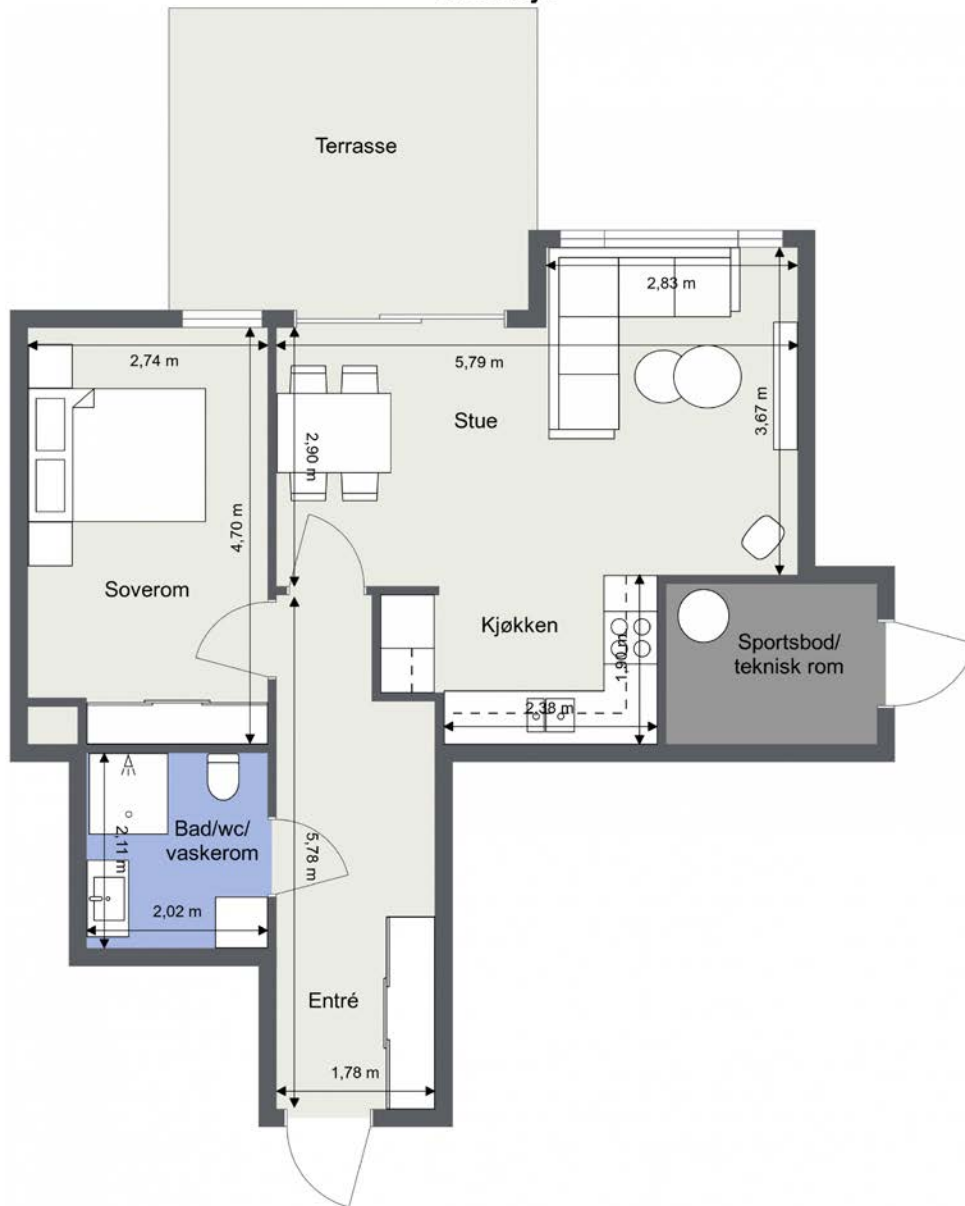 Terrasse
2,83 m
2,74 m
5,79 m
Stue
3,67 m
2,90 m
4,70 m
Soverom
Kjøkken
1,90 m
Sportsbod/
teknisk rom
2,38 m
Bad/wc/
vaskerom
2,11 m
5,78 m
2,02 m
Entré
1,78 m